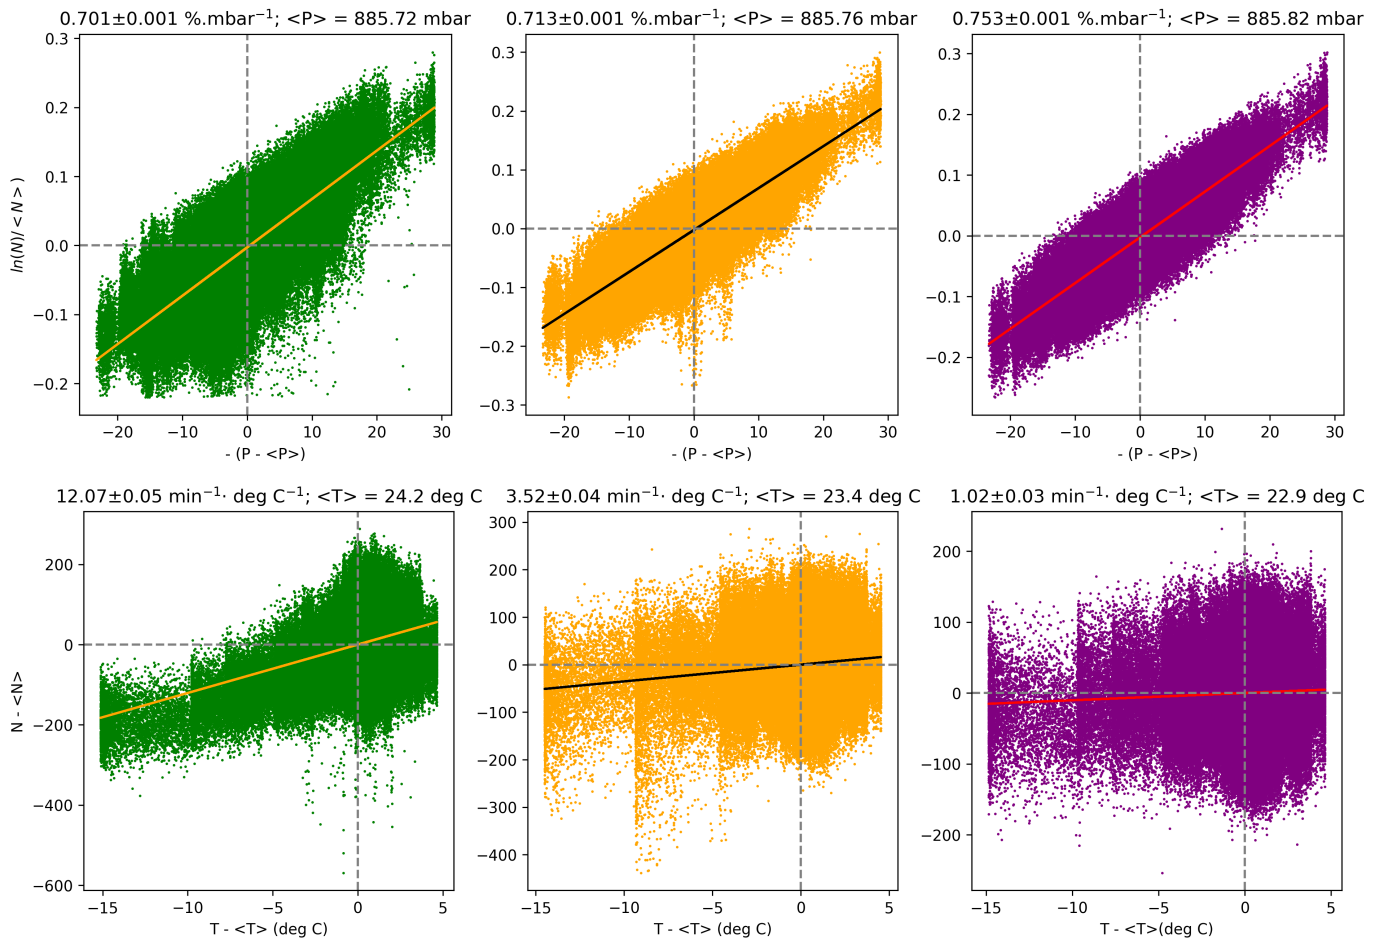 0.701±0.001 %.mbar⁻¹; <P> = 885.72 mbar
0.713±0.001 %.mbar⁻¹; <P> = 885.76 mbar
0.753±0.001 %.mbar⁻¹; <P> = 885.82 mbar
ln(N)/ < N > )
0.3
0.2
0.1
0.0
−0.1
−0.2
−20 −10 0 10 20 30
- (P - <P>)
0.3
0.2
0.1
0.0
−0.1
−0.2
−0.3
−20 −10 0 10 20 30
- (P - <P>)
0.3
0.2
0.1
0.0
−0.1
−0.2
−20 −10 0 10 20 30
- (P - <P>)
12.07±0.05 min⁻¹· deg C⁻¹; <T> = 24.2 deg C
3.52±0.04 min⁻¹· deg C⁻¹; <T> = 23.4 deg C
1.02±0.03 min⁻¹· deg C⁻¹; <T> = 22.9 deg C
N - <N>
200
0
−200
−400
−600
−15 −10 −5 0 5
T - <T> (deg C)
300
200
100
0
−100
−200
−300
−400
−15 −10 −5 0 5
T - <T>(deg C)
200
100
0
−100
−200
−15 −10 −5 0 5
T - <T>(deg C)